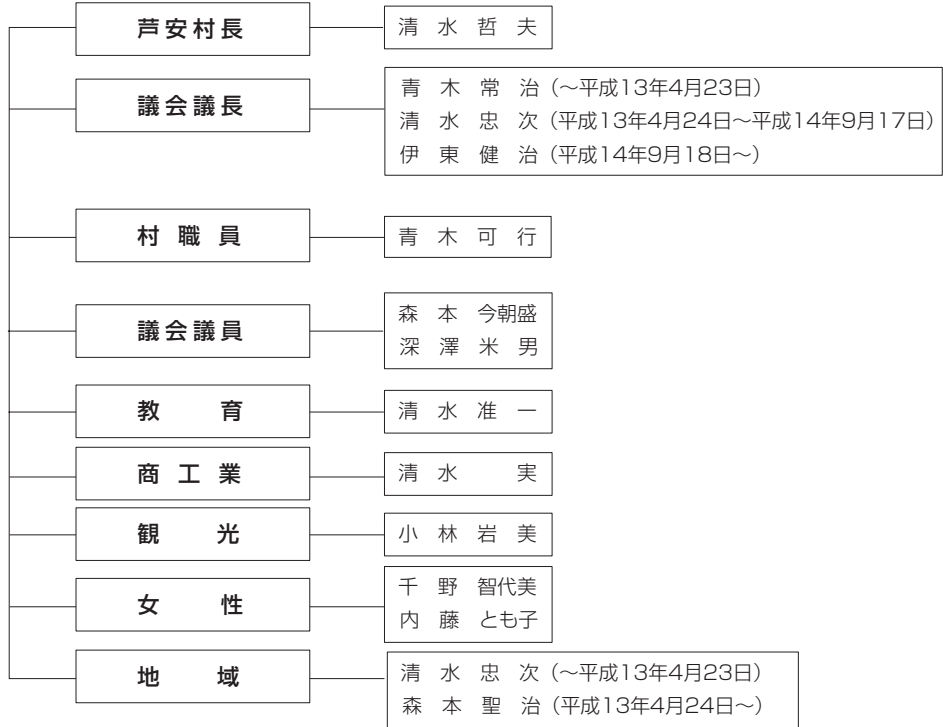 芦安村長
清水哲夫
議会議長
青木常治(～平成13年4月23日)
清水忠次(平成13年4月24日～平成14年9月17日)
伊東健治(平成14年9月18日～)
村職員
青木可行
議会議員
森本今朝盛
深澤米男
教育
清水准一
商工業
清水実
観光
小林岩美
女性
千野智代美
内藤とも子
地域
清水忠次(～平成13年4月23日)
森本聖治(平成13年4月24日～)